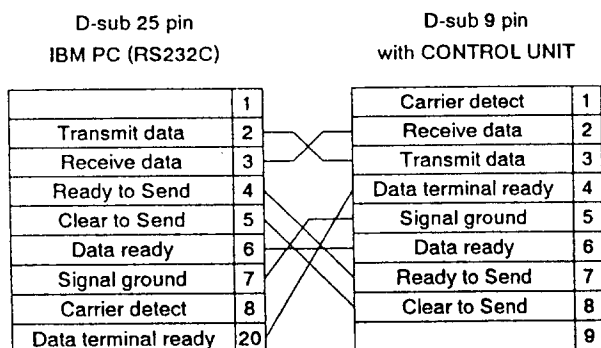 D-sub 25 pin
IBM PC (RS232C)
D-sub 9 pin
with CONTROL UNIT
1
Transmit data 2
Receive data 3
Ready to Send 4
Clear to Send 5
Data ready 6
Signal ground 7
Carrier detect 8
Data terminal ready 20
Carrier detect 1
Receive data 2
Transmit data 3
Data terminal ready 4
Signal ground 5
Data ready 6
Ready to Send 7
Clear to Send 8
9